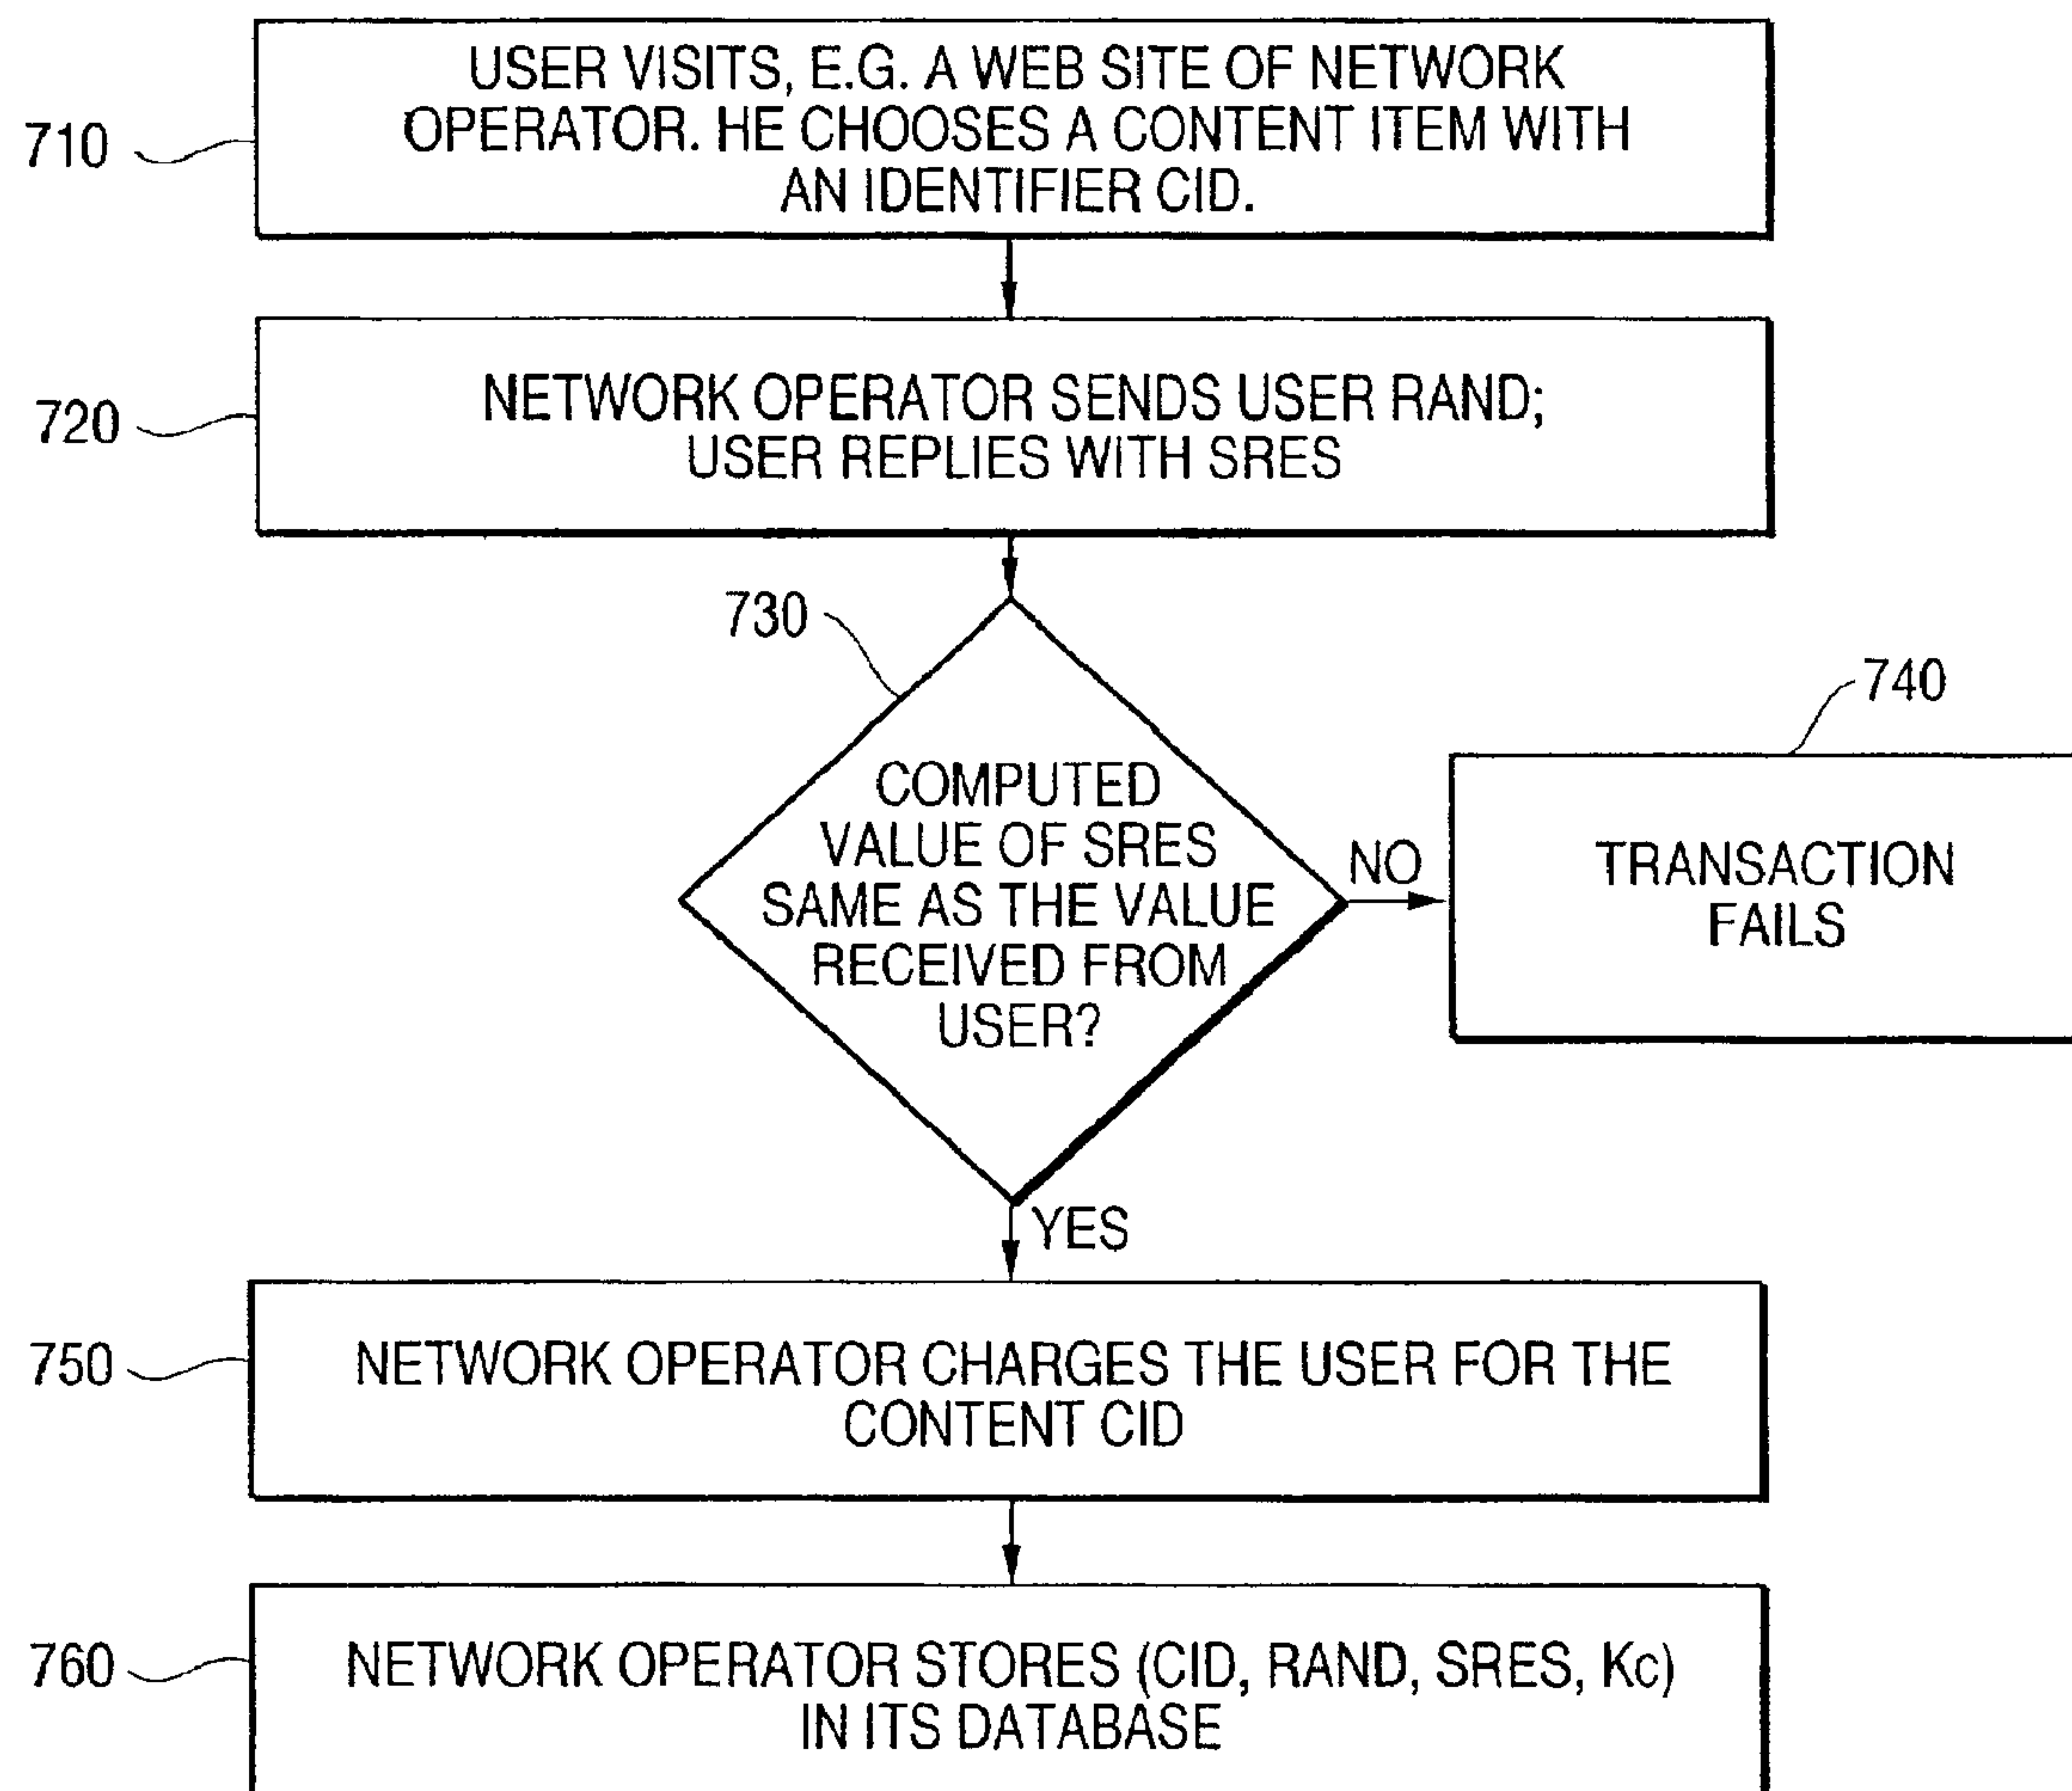 710
USER VISITS, E.G. A WEB SITE OF NETWORK
OPERATOR. HE CHOOSES A CONTENT ITEM WITH
AN IDENTIFIER CID.
720
NETWORK OPERATOR SENDS USER RAND;
USER REPLIES WITH SRES
730
COMPUTED
VALUE OF SRES
SAME AS THE VALUE
RECEIVED FROM
USER?
NO
740
TRANSACTION
FAILS
YES
750
NETWORK OPERATOR CHARGES THE USER FOR THE
CONTENT CID
760
NETWORK OPERATOR STORES (CID, RAND, SRES, Kc)
IN ITS DATABASE